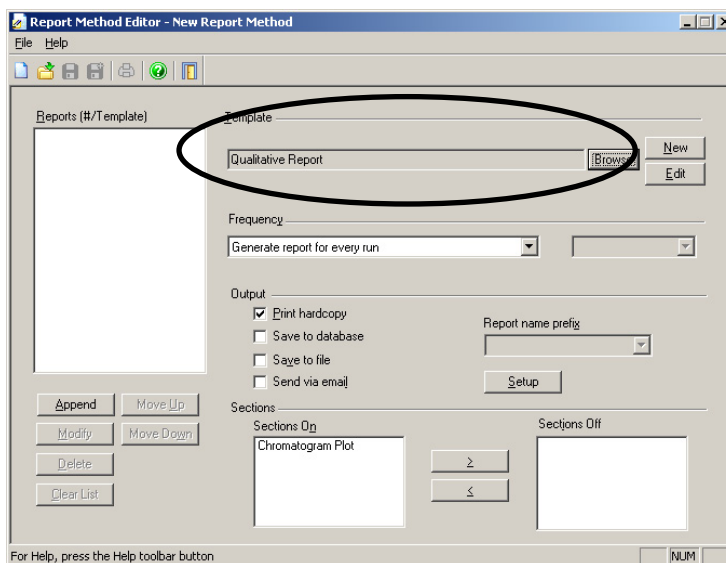 Report Method Editor - New Report Method
File Help
Reports (#/Template)
Template
Qualitative Report
Browse
New
Edit
Frequency
Generate report for every run
Output
Print hardcopy
Save to database
Save to file
Send via email
Report name prefix
Setup
Append Move Up
Modify Move Down
Delete
Clear List
Sections
Sections On
Chromatogram Plot
Sections Off
≥
≤
For Help, press the Help toolbar button
NUM